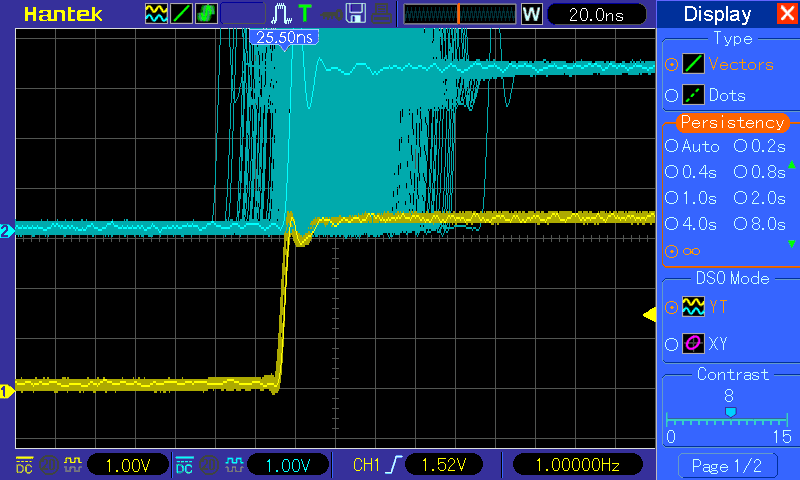 Hantek T W 20.0ns Display
25.50ns
Type
Vectors
Dots
Persistency
Auto 0.2s
0.4s 0.8s
1.0s 2.0s
4.0s 8.0s
∞
2
DSO Mode
YT
XY
1
Contrast
8
0 15
DC 20 1.00V DC 20 1.00V CH1 1.52V 1.00000Hz Page 1/2